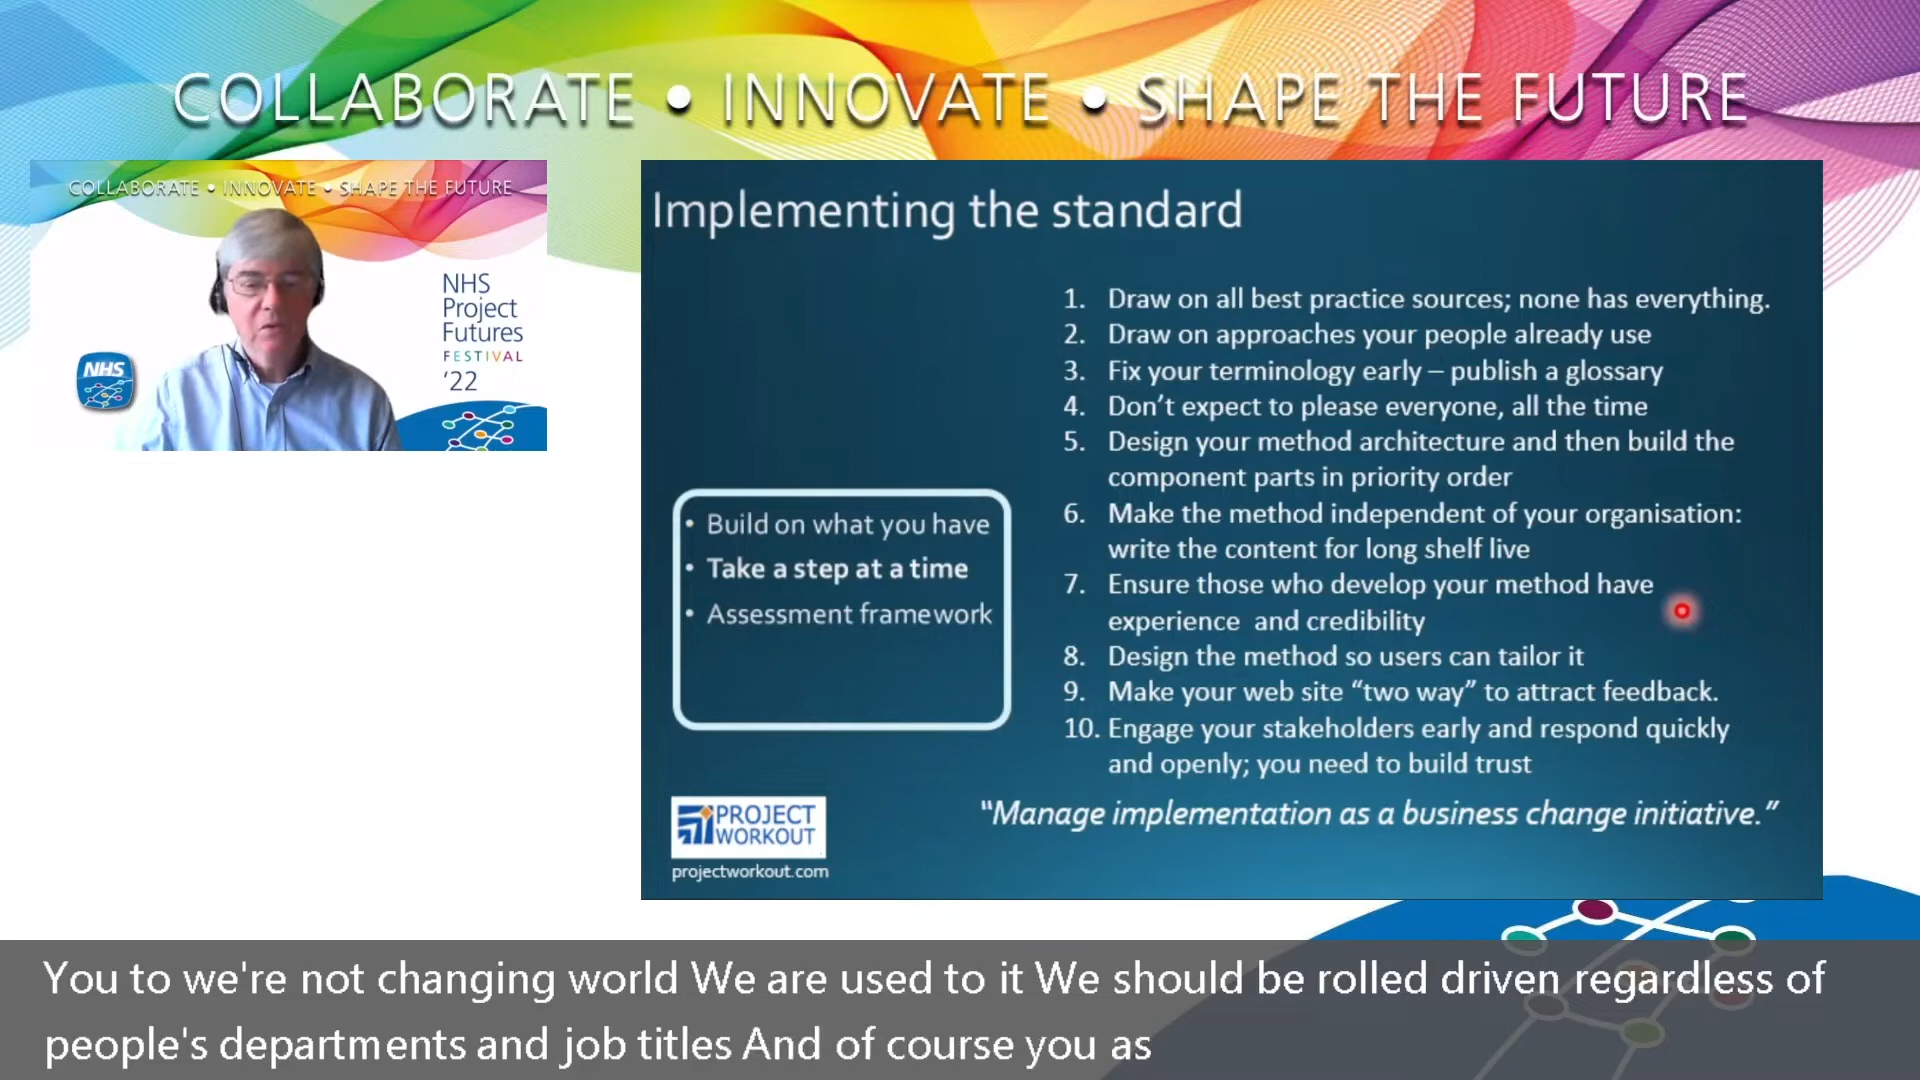 COLLABORATE • INNOVATE • SHAPE THE FUTURE
COLLABORATE • INNOVATE • SHAPE THE FUTURE
NHS
Project
Futures
FESTIVAL
'22
NHS
Implementing the standard
• Build on what you have
• Take a step at a time
• Assessment framework
1. Draw on all best practice sources; none has everything.
2. Draw on approaches your people already use
3. Fix your terminology early – publish a glossary
4. Don't expect to please everyone, all the time
5. Design your method architecture and then build the
component parts in priority order
6. Make the method independent of your organisation:
write the content for long shelf live
7. Ensure those who develop your method have
experience and credibility
8. Design the method so users can tailor it
9. Make your web site “two way” to attract feedback.
10. Engage your stakeholders early and respond quickly
and openly; you need to build trust
“Manage implementation as a business change initiative.”
PROJECT
WORKOUT
projectworkout.com
You to we're not changing world We are used to it We should be rolled driven regardless of
people's departments and job titles And of course you as